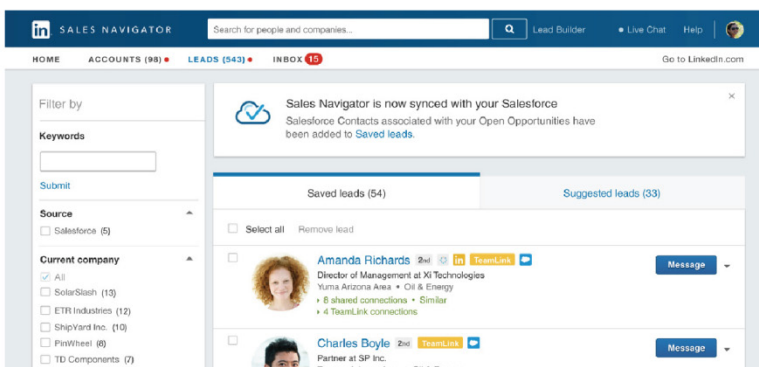 in SALES NAVIGATOR
Search for people and companies...
Lead Builder
Live Chat
Help
HOME
ACCOUNTS (98)
LEADS (543)
INBOX 15
Go to LinkedIn.com
Filter by
Keywords
Submit
Source
Salesforce (5)
Current company
All
SolarSlash (13)
ETR Industries (12)
ShipYard Inc. (10)
PinWheel (8)
TD Components (7)
Sales Navigator is now synced with your Salesforce
Salesforce Contacts associated with your Open Opportunities have
been added to Saved leads.
Saved leads (54)
Suggested leads (33)
Select all
Remove lead
Amanda Richards 2nd in TeamLink
Director of Management at Xi Technologies
Yuma Arizona Area • Oil & Energy
8 shared connections • Similar
4 TeamLink connections
Message
Charles Boyle 2nd TeamLink
Partner at SP Inc.
Message